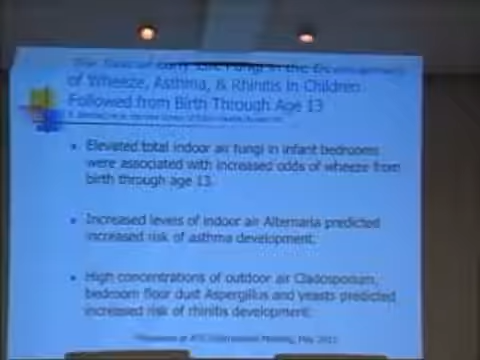 of Wheeze, Asthma, & Rhinitis in Children
Followed from Birth Through Age 13
• Elevated total indoor air fungi in infant bedrooms
were associated with increased odds of wheeze from
birth through age 13.
• Increased levels of indoor air Alternaria predicted
increased risk of asthma development.
• High concentrations of outdoor air Cladosporium,
bedroom floor dust Aspergillus and yeasts predicted
increased risk of rhinitis development.
International Meeting, May